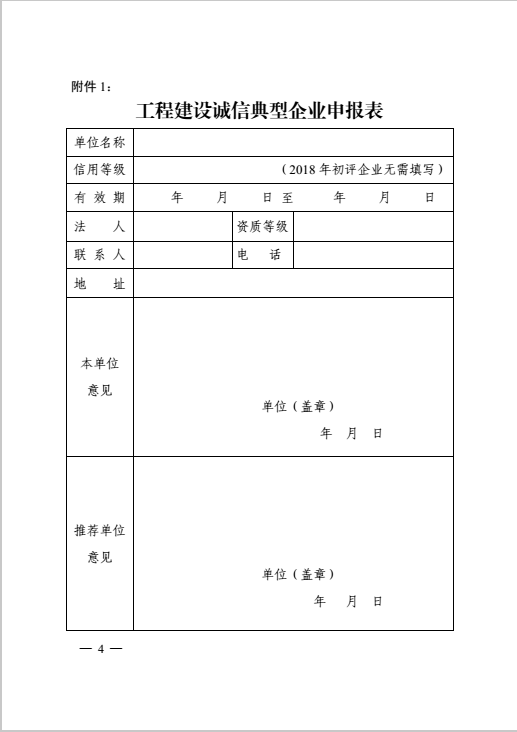 附件 1：
工程建设诚信典型企业申报表
单位名称
信用等级 （2018 年初评企业无需填写）
有 效 期 年 月 日 至 年 月 日
法 人 资质等级
联 系 人 电 话
地 址
本单位
意见
单位（盖章）
年 月 日
推荐单位
意见
单位（盖章）
年 月 日
— 4 —